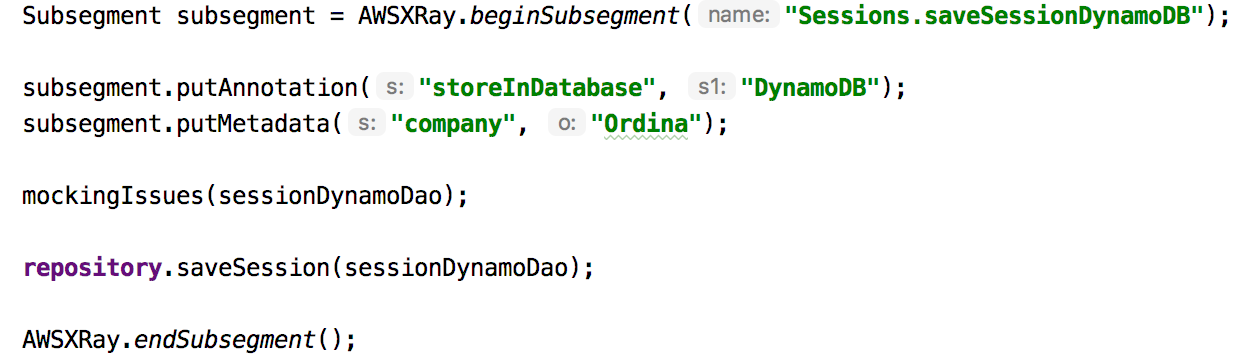 Subsegment subsegment = AWSXRay.beginSubsegment( name: "Sessions.saveSessionDynamoDB");
subsegment.putAnnotation( s: "storeInDatabase", s1: "DynamoDB");
subsegment.putMetadata( s: "company", o: "Ordina");
mockingIssues(sessionDynamoDao);
repository.saveSession(sessionDynamoDao);
AWSXRay.endSubsegment();